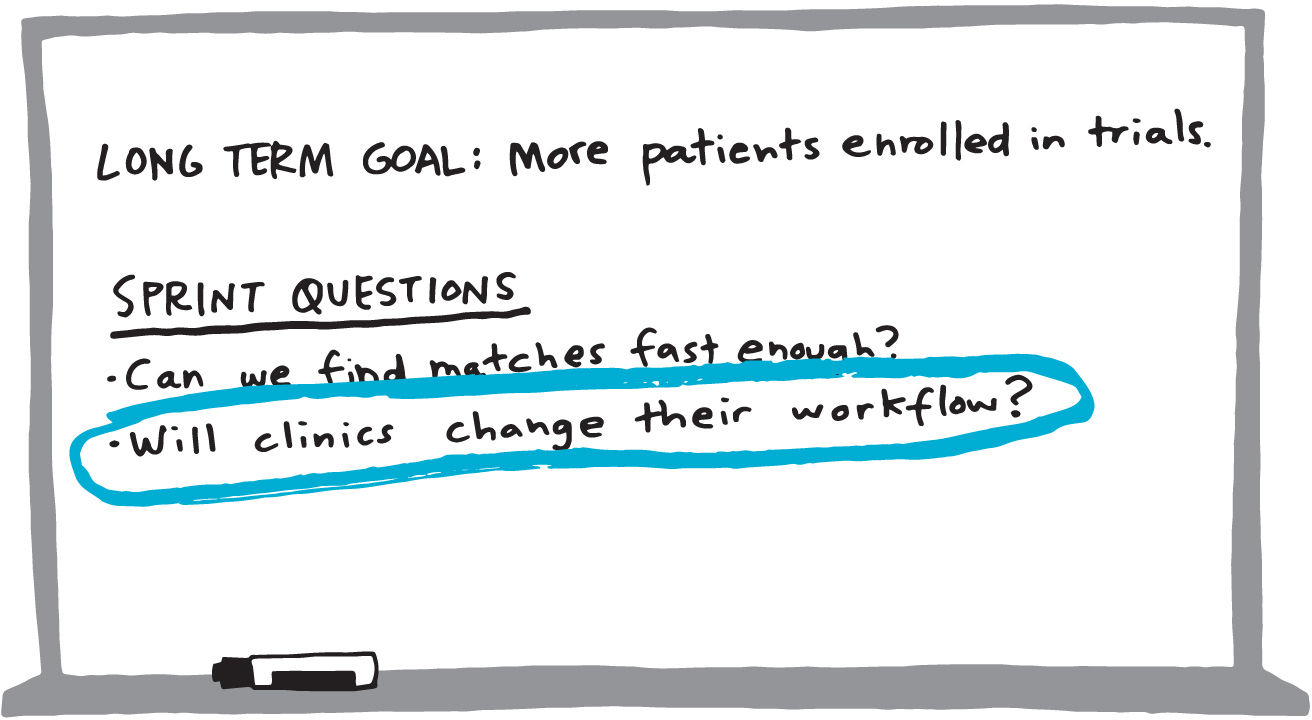 LONG TERM GOAL: More patients enrolled in trials.
SPRINT QUESTIONS
· Can we find matches fast enough?
· Will clinics change their workflow?